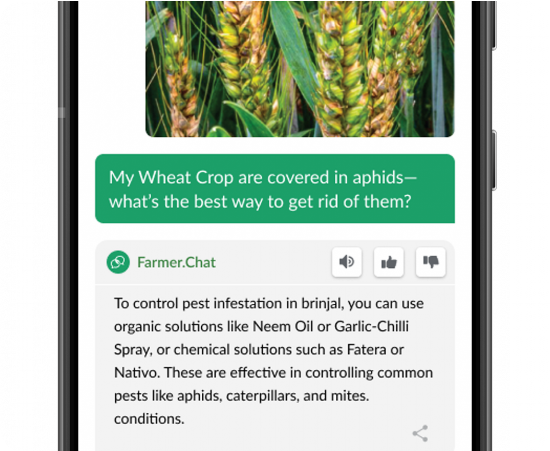 My Wheat Crop are covered in aphids—
what's the best way to get rid of them?
Farmer.Chat
To control pest infestation in brinjal, you can use
organic solutions like Neem Oil or Garlic-Chilli
Spray, or chemical solutions such as Fatera or
Nativo. These are effective in controlling common
pests like aphids, caterpillars, and mites.
conditions.